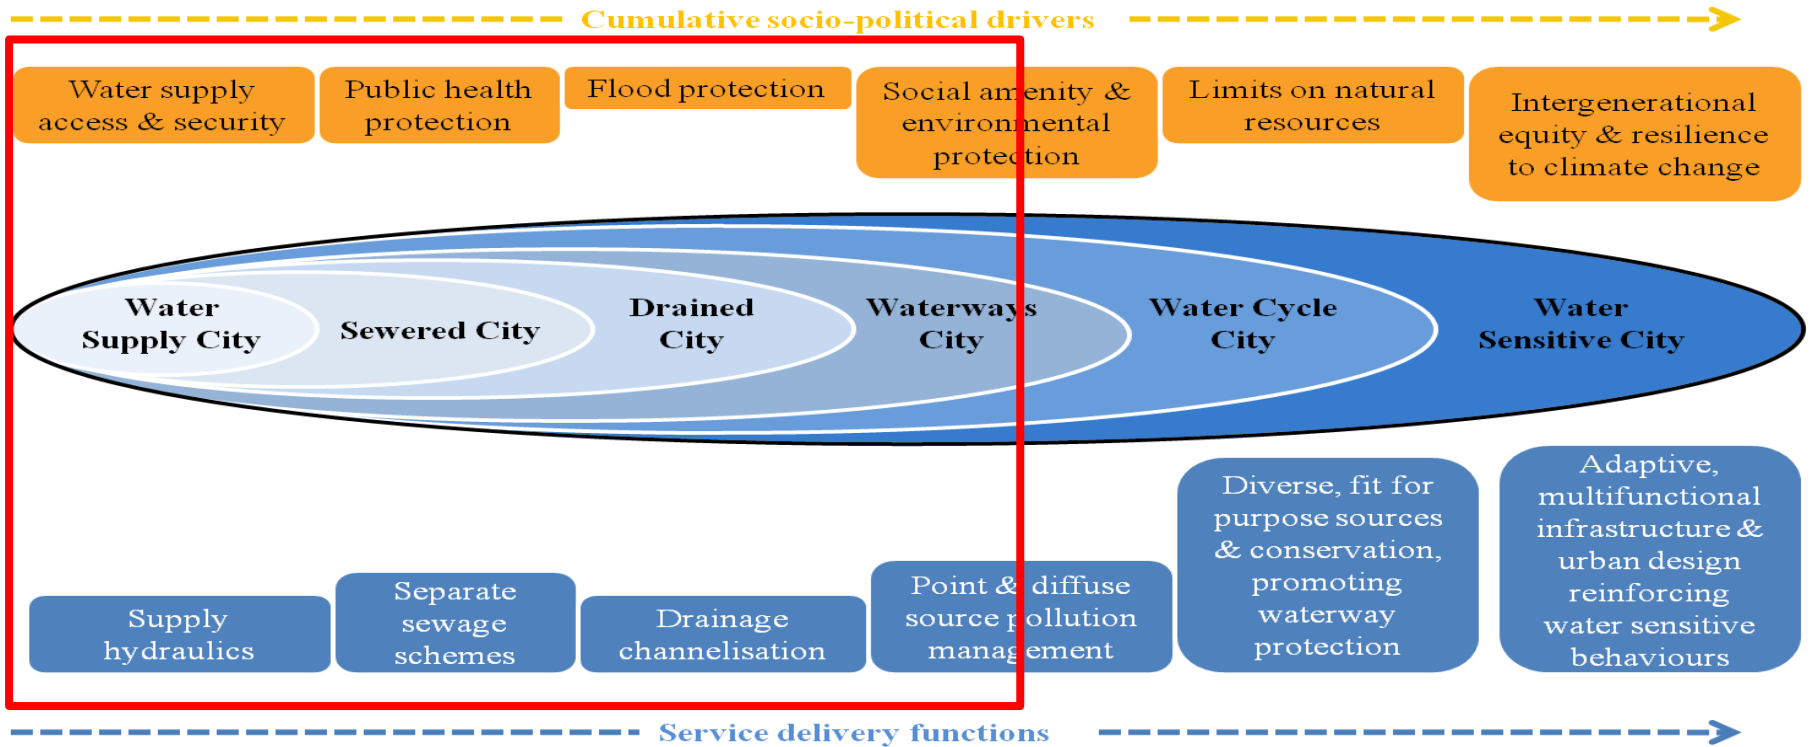 Cumulative socio-political drivers
Water supply
access & security
Public health
protection
Flood protection
Social amenity &
environmental
protection
Limits on natural
resources
Intergenerational
equity & resilience
to climate change
Water
Supply City
Sewered City
Drained
City
Waterways
City
Water Cycle
City
Water
Sensitive City
Supply
hydraulics
Separate
sewage
schemes
Drainage
channelisation
Point & diffuse
source pollution
management
Diverse, fit for
purpose sources
& conservation,
promoting
waterway
protection
Adaptive,
multifunctional
infrastructure &
urban design
reinforcing
water sensitive
behaviours
Service delivery functions